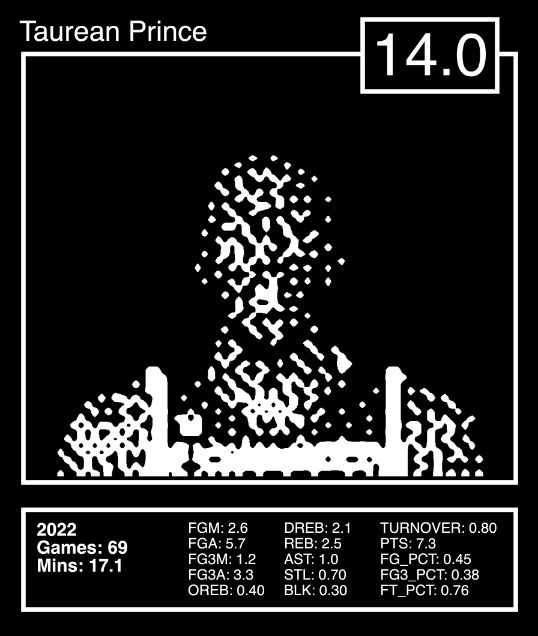 Taurean Prince
14.0
2022
Games: 69
Mins: 17.1
FGM: 2.6
FGA: 5.7
FG3M: 1.2
FG3A: 3.3
OREB: 0.40
DREB: 2.1
REB: 2.5
AST: 1.0
STL: 0.70
BLK: 0.30
TURNOVER: 0.80
PTS: 7.3
FG_PCT: 0.45
FG3_PCT: 0.38
FT_PCT: 0.76